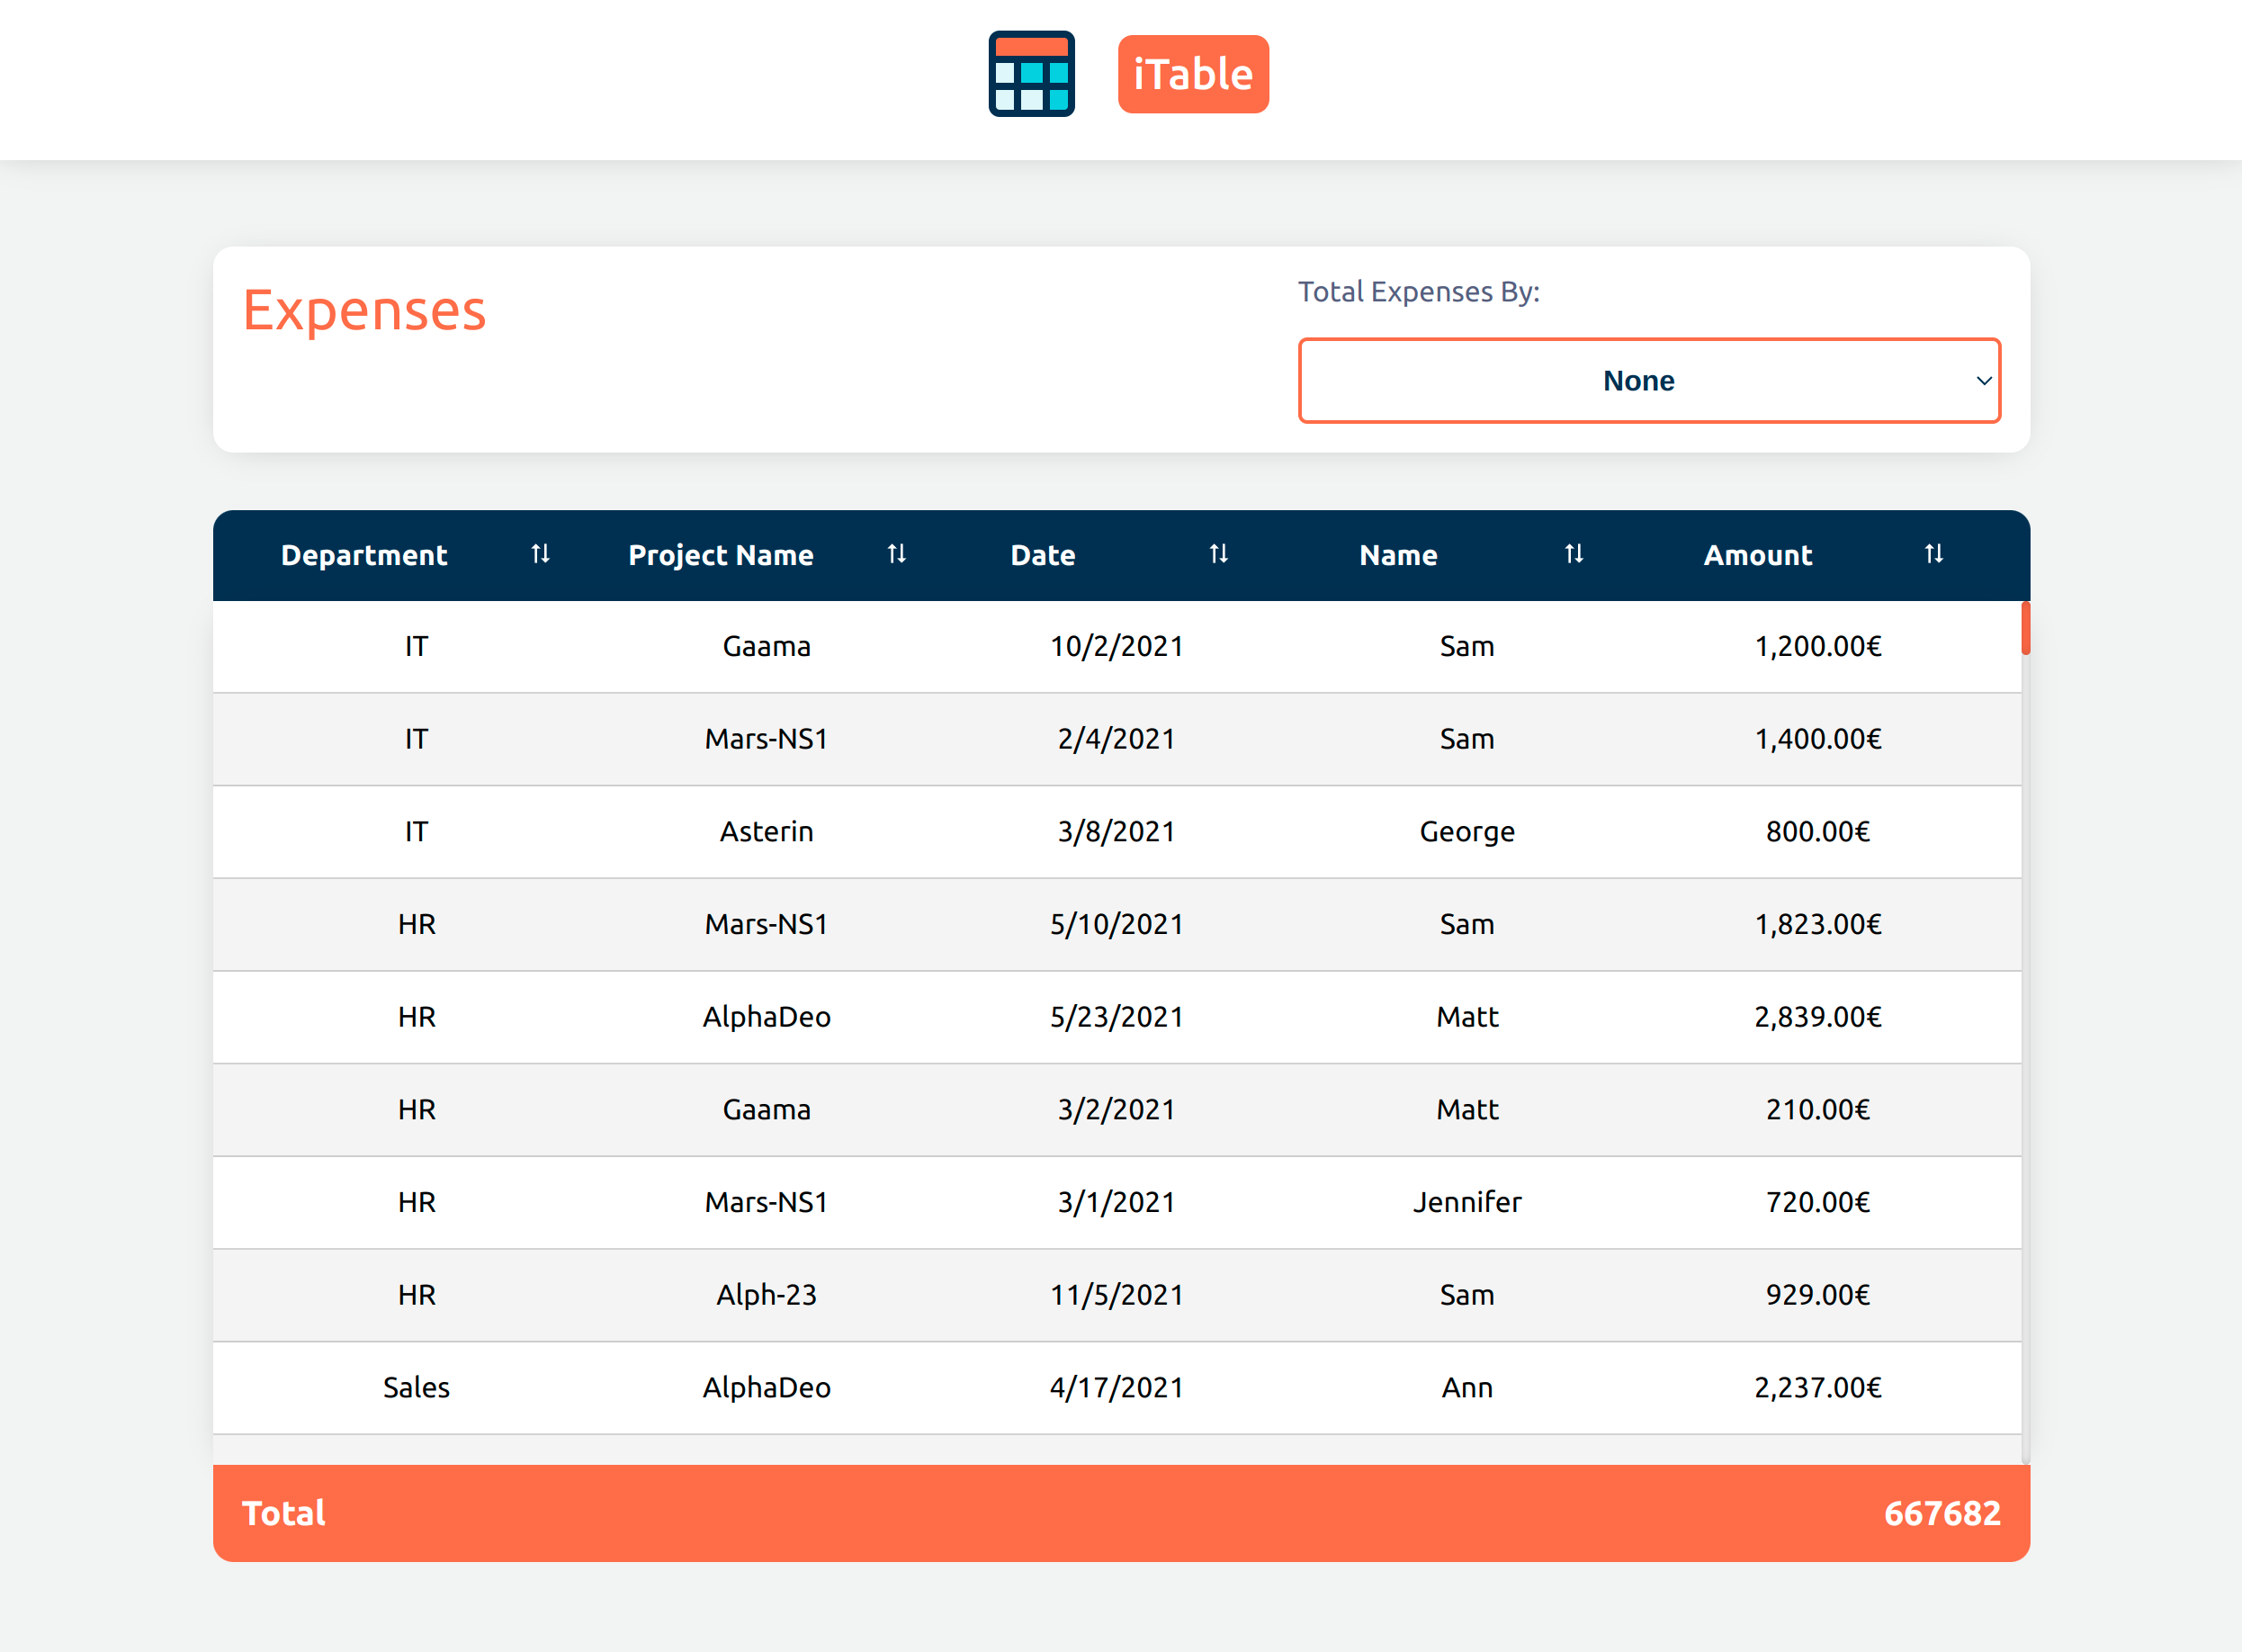 iTable
Expenses
Total Expenses By:
None
Department Project Name Date Name Amount
IT Gaama 10/2/2021 Sam 1,200.00€
IT Mars-NS1 2/4/2021 Sam 1,400.00€
IT Asterin 3/8/2021 George 800.00€
HR Mars-NS1 5/10/2021 Sam 1,823.00€
HR AlphaDeo 5/23/2021 Matt 2,839.00€
HR Gaama 3/2/2021 Matt 210.00€
HR Mars-NS1 3/1/2021 Jennifer 720.00€
HR Alph-23 11/5/2021 Sam 929.00€
Sales AlphaDeo 4/17/2021 Ann 2,237.00€
Total 667682